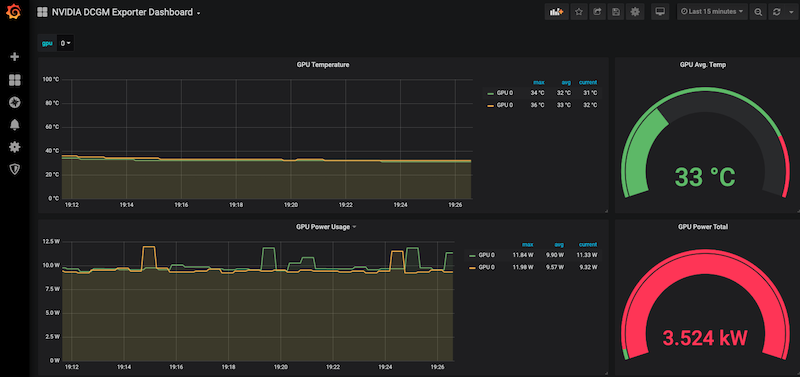 NVIDIA DCGM Exporter Dashboard
Last 15 minutes
gpu 0
GPU Temperature
100 °C
80 °C
60 °C
40 °C
20 °C
0 °C
19:12 19:14 19:16 19:18 19:20 19:22 19:24 19:26
max avg current
GPU 0 34 °C 32 °C 31 °C
GPU 0 36 °C 33 °C 32 °C
GPU Avg. Temp
33 °C
GPU Power Usage
12.5 W
10.0 W
7.5 W
5.0 W
2.5 W
0 W
19:12 19:14 19:16 19:18 19:20 19:22 19:24 19:26
max avg current
GPU 0 11.84 W 9.90 W 11.33 W
GPU 0 11.98 W 9.57 W 9.32 W
GPU Power Total
3.524 kW